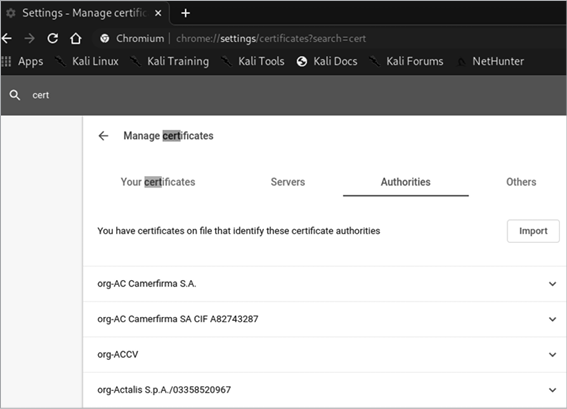 Settings - Manage certific
Chromium | chrome://settings/certificates?search=cert
Apps Kali Linux Kali Training Kali Tools Kali Docs Kali Forums NetHunter
cert
Manage certificates
Your certificates Servers Authorities Others
You have certificates on file that identify these certificate authorities Import
org-AC Camerfirma S.A.
org-AC Camerfirma SA CIF A82743287
org-ACCV
org-Actalis S.p.A./03358520967